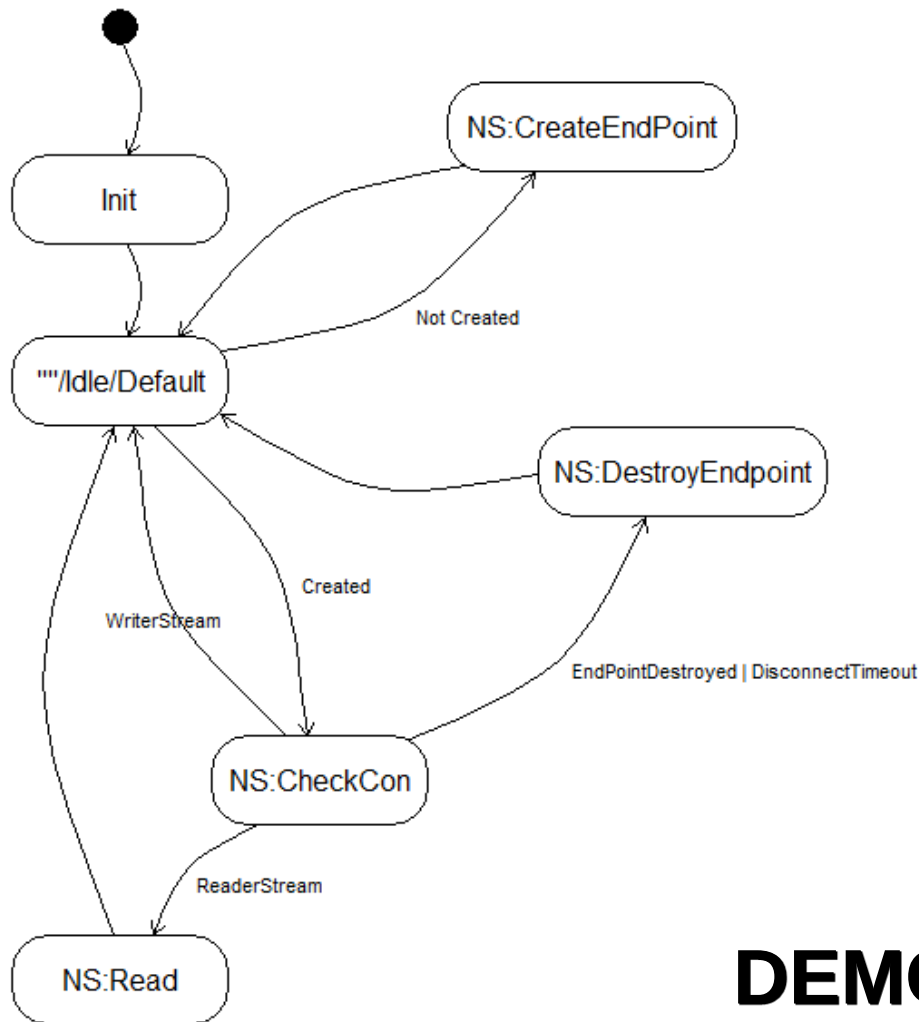 NS:CreateEndPoint
Init
Not Created
""/Idle/Default
NS:DestroyEndpoint
Created
WriterStream
EndPointDestroyed | DisconnectTimeout
NS:CheckCon
ReaderStream
NS:Read